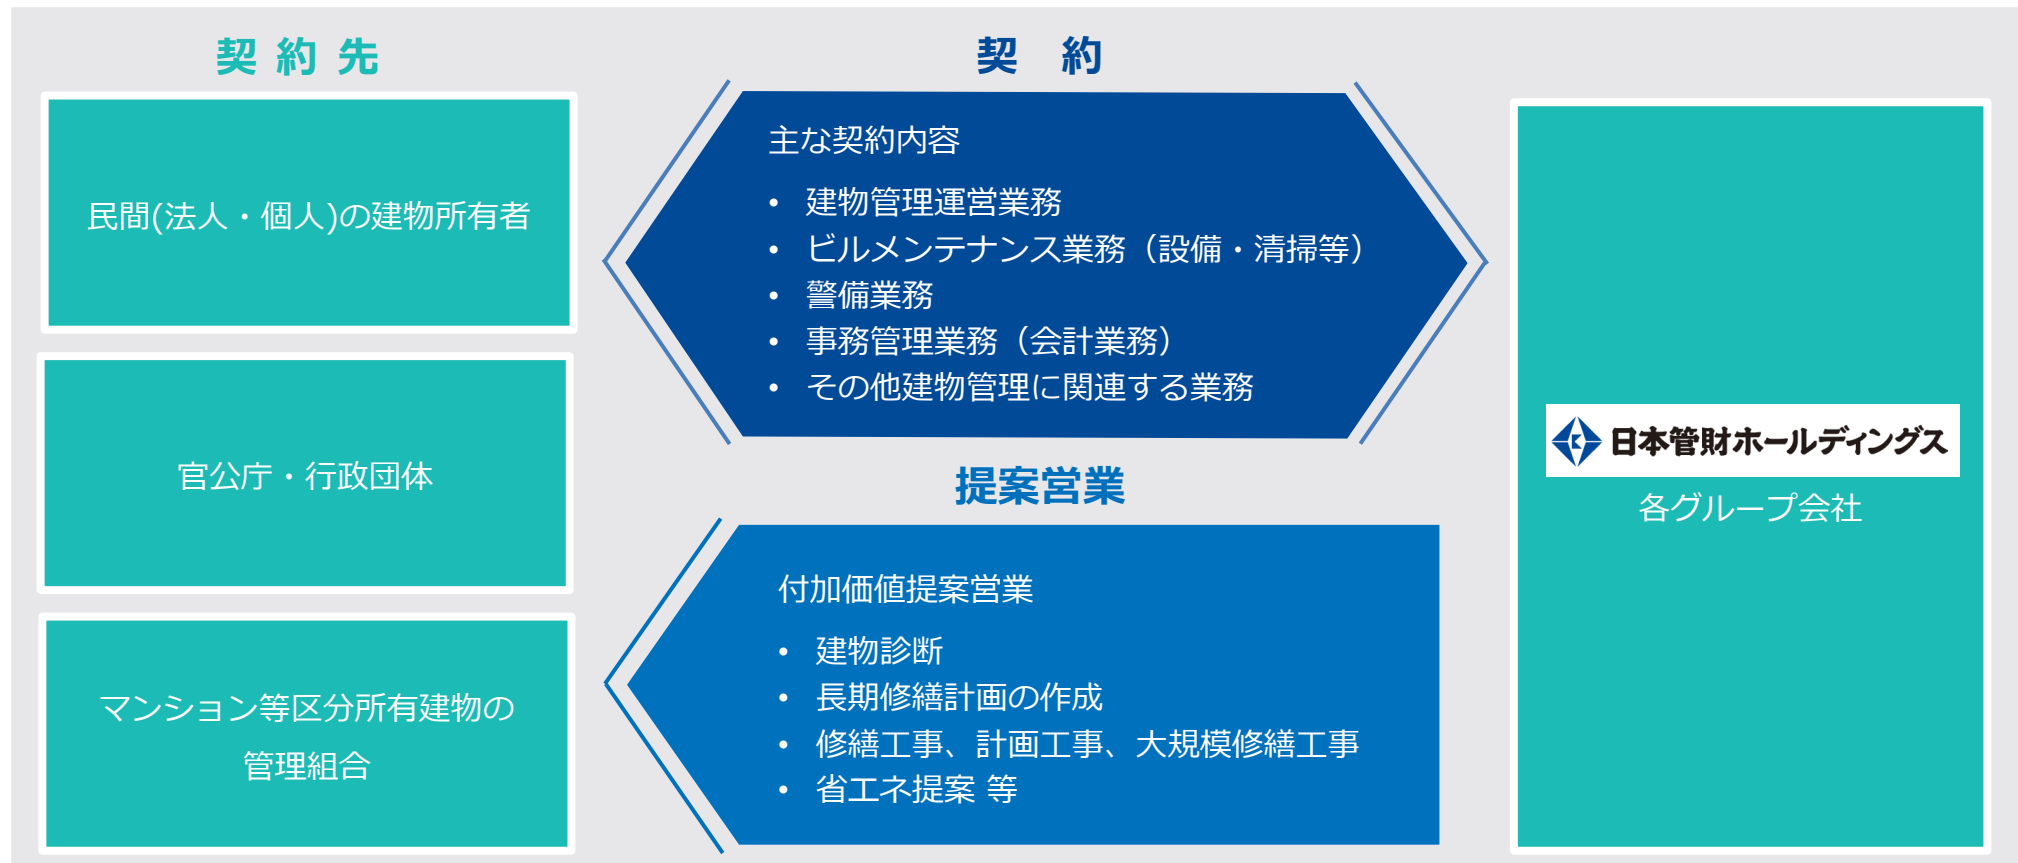 契約先
民間(法人・個人)の建物所有者
官公庁・行政団体
マンション等区分所有建物の
管理組合
契 約
主な契約内容
• 建物管理運営業務
• ビルメンテナンス業務（設備・清掃等）
• 警備業務
• 事務管理業務（会計業務）
• その他建物管理に関連する業務
提案営業
付加価値提案営業
• 建物診断
• 長期修繕計画の作成
• 修繕工事、計画工事、大規模修繕工事
• 省エネ提案 等
日本管財ホールディングス
各グループ会社